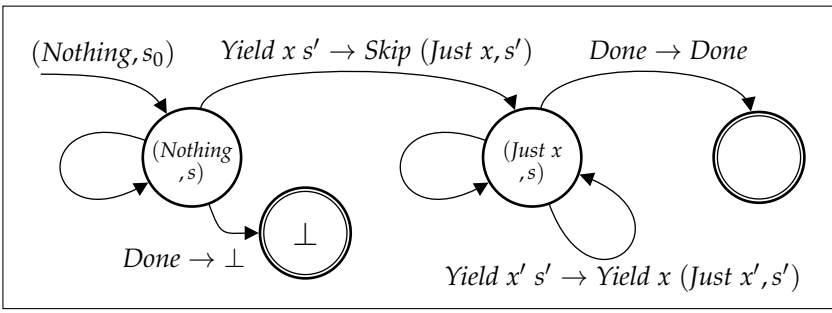 (Nothing, s₀)
Yield x s′ → Skip (Just x, s′)
Done → Done
(Nothing
, s)
(Just x
, s)
⊥
Done → ⊥
Yield x′ s′ → Yield x (Just x′, s′)